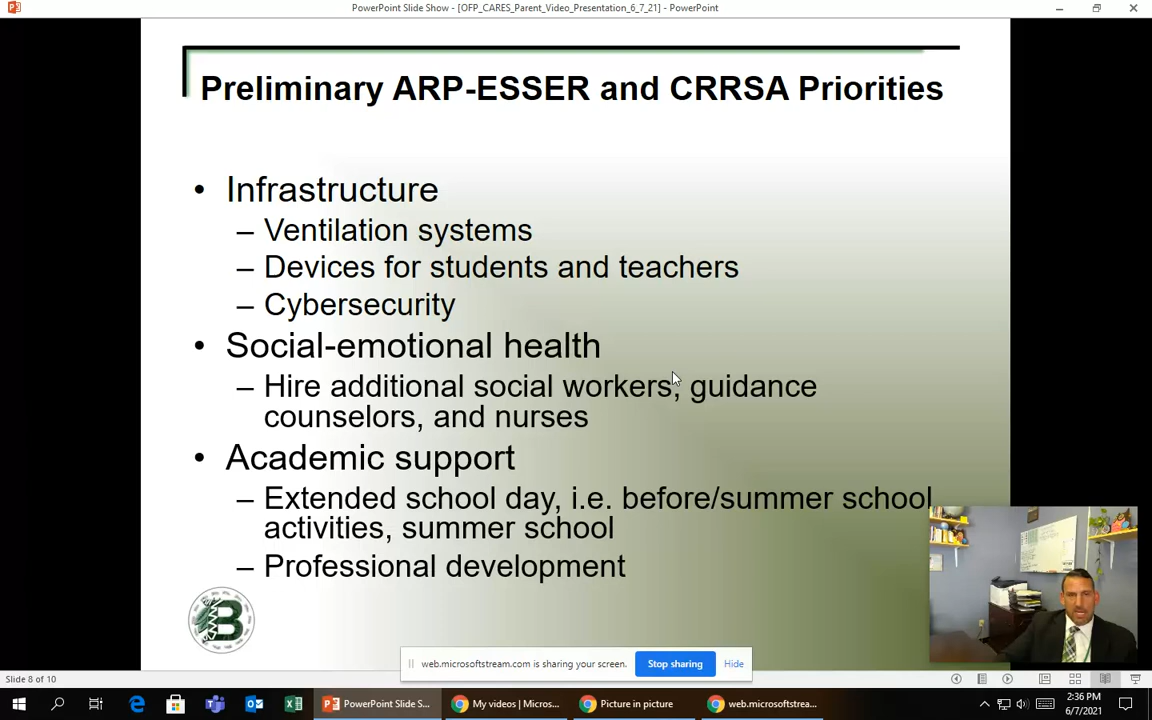 PowerPoint Slide Show - [OFP_CARES_Parent_Video_Presentation_6_7_21] - PowerPoint
Preliminary ARP-ESSER and CRRSA Priorities
• Infrastructure
– Ventilation systems
– Devices for students and teachers
– Cybersecurity
• Social-emotional health
– Hire additional social workers, guidance
counselors, and nurses
• Academic support
– Extended school day, i.e. before/summer school
activities, summer school
– Professional development
B
web.microsoftstream.com is sharing your screen.
Stop sharing
Hide
Slide 8 of 10
PowerPoint Slide S...
My videos | Micros...
Picture in picture
web.microsoftstrea...
2:36 PM
6/7/2021